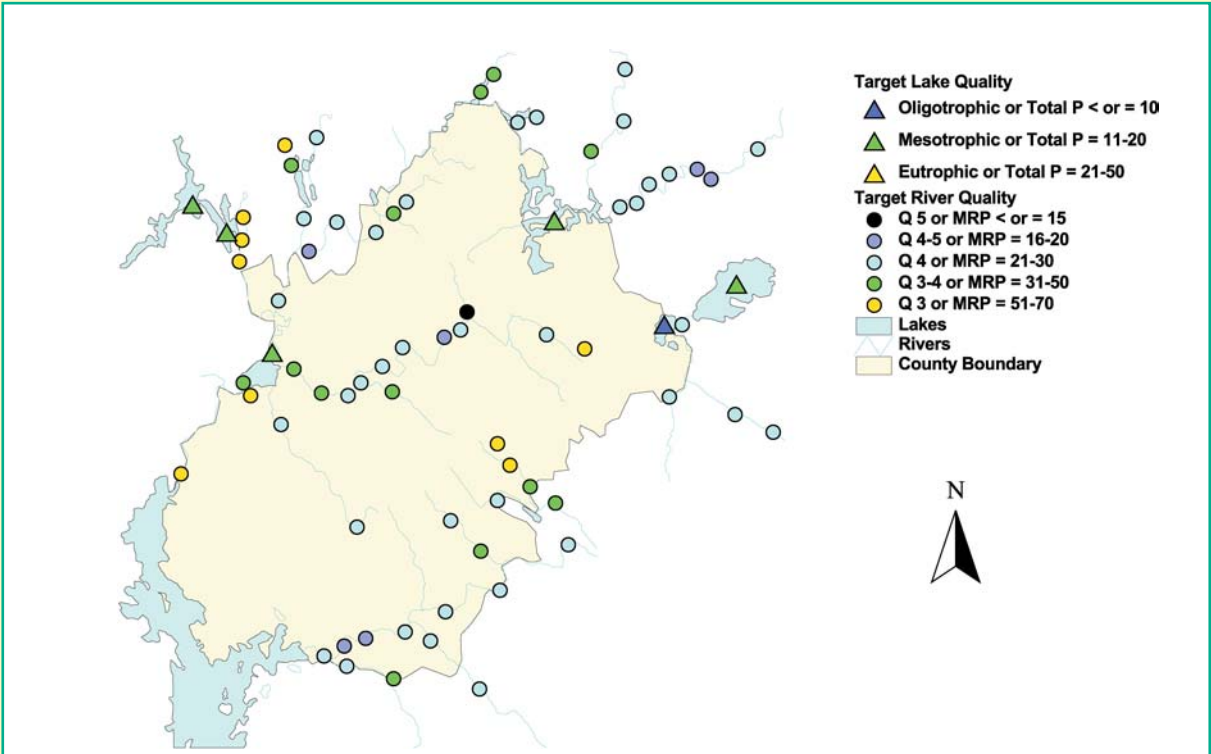 Target Lake Quality
Oligotrophic or Total P < or = 10
Mesotrophic or Total P = 11-20
Eutrophic or Total P = 21-50
Target River Quality
Q 5 or MRP < or = 15
Q 4-5 or MRP = 16-20
Q 4 or MRP = 21-30
Q 3-4 or MRP = 31-50
Q 3 or MRP = 51-70
Lakes
Rivers
County Boundary
N